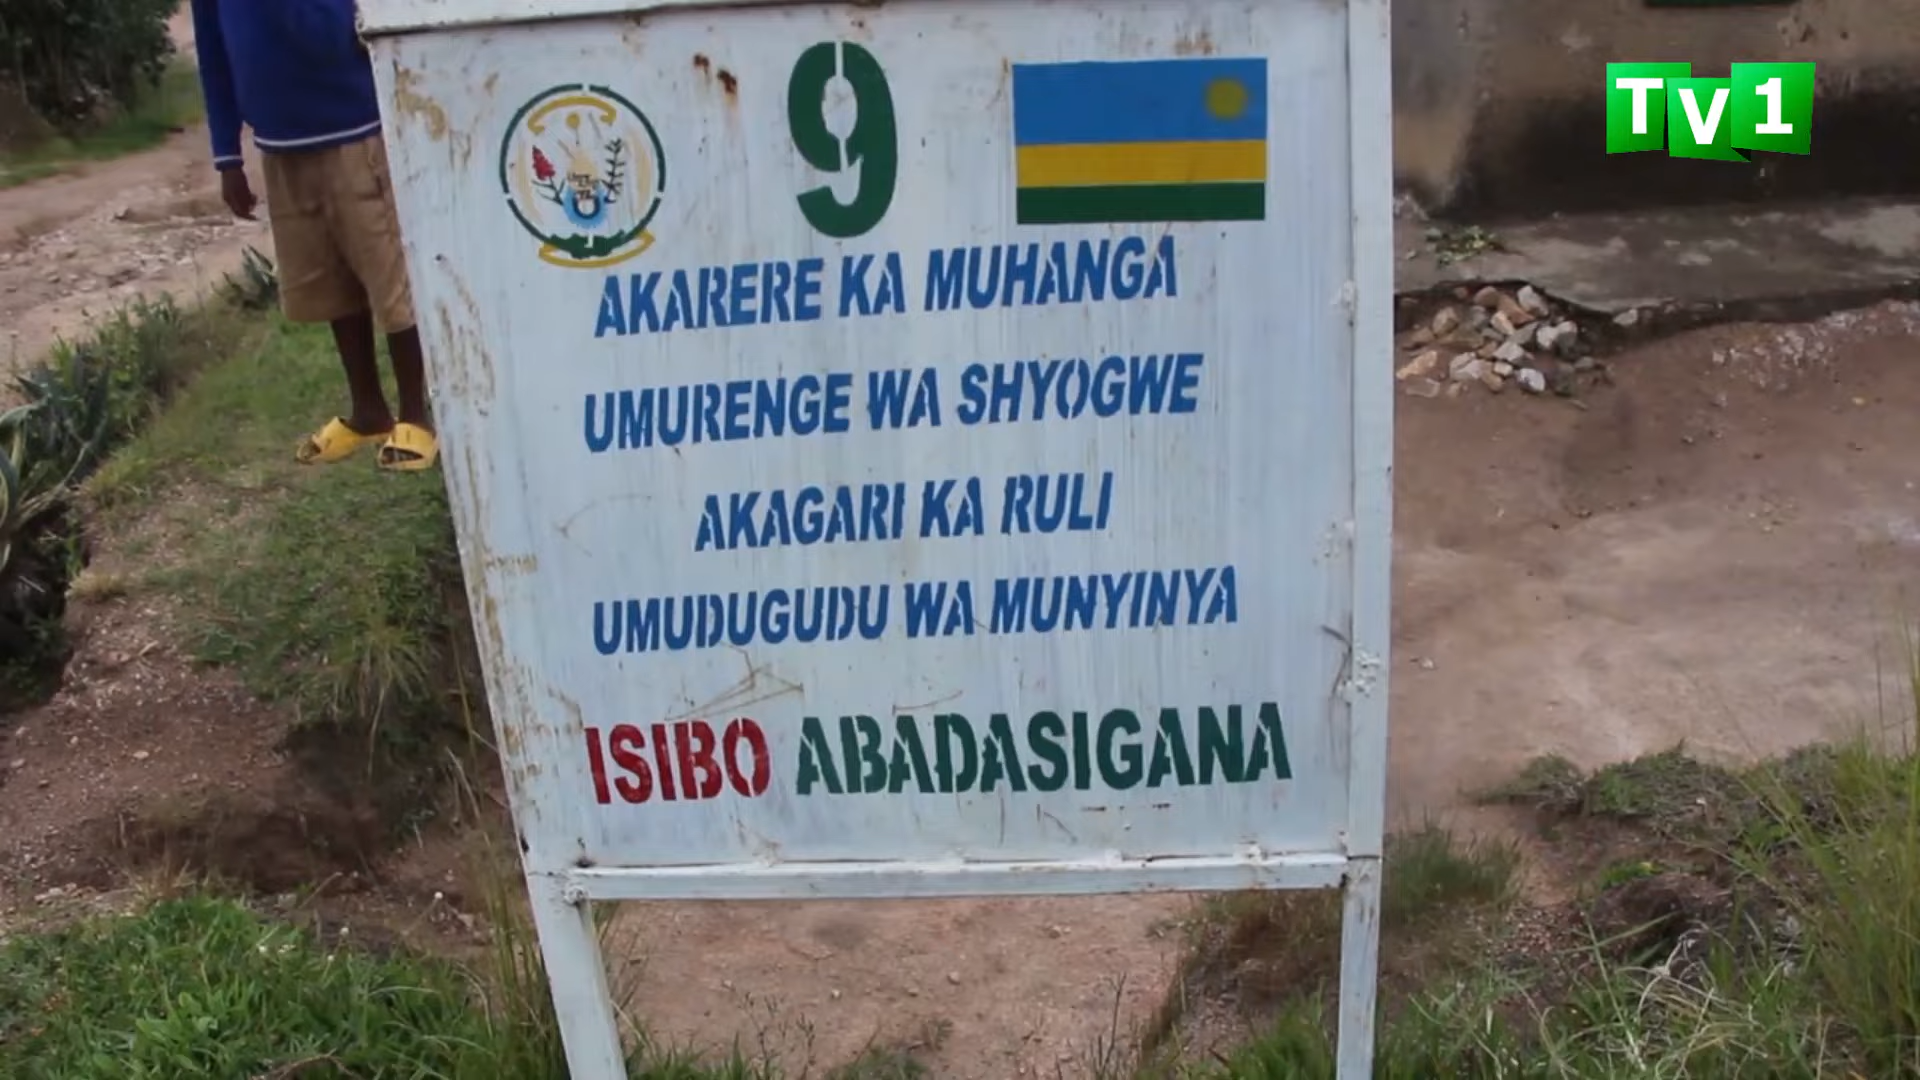 TV1
9
AKARERE KA MUHANGA
UMURENGE WA SHYOGWE
AKAGARI KA RULI
UMUDUGUDU WA MUNYINYA
ISIBO ABADASIGANA